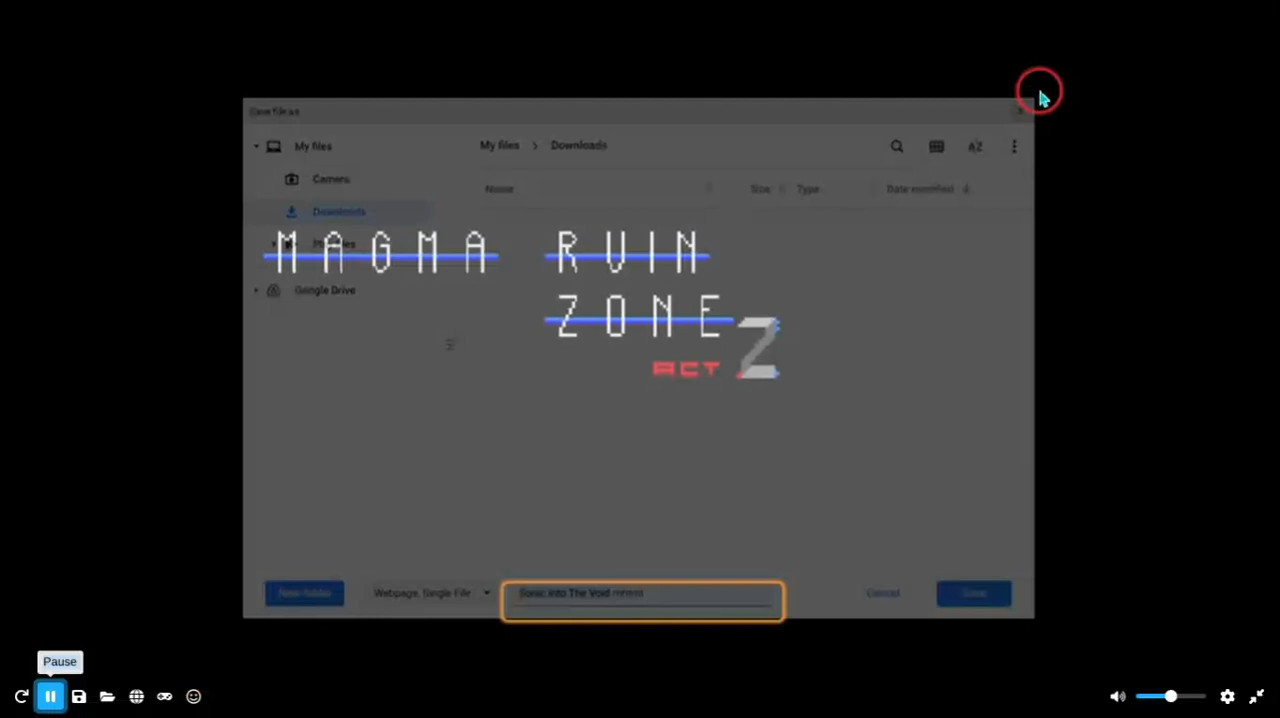 Save file as
My files
My files > Downloads
AZ
Camera
Name
Size
Type
Date modified
Downloads
MAGMA RUIN
Google Drive
ZONE
ACT
New folder
Webpage, Single File
Sonic Into The Void
Cancel
Save
Pause